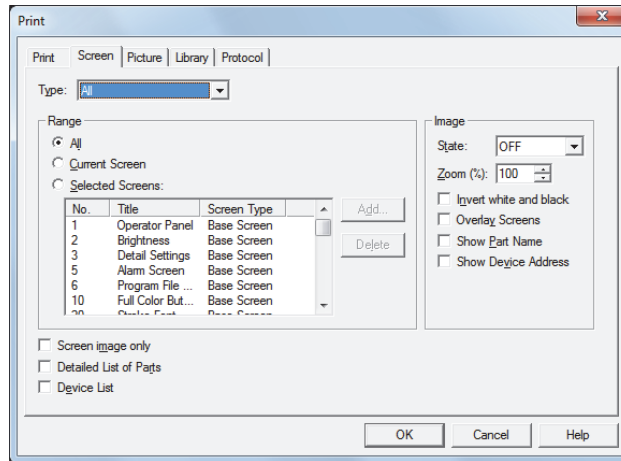 Print
Print Screen Picture Library Protocol
Type: All
Range
All
Current Screen
Selected Screens:
No. Title Screen Type
1 Operator Panel Base Screen
2 Brightness Base Screen
3 Detail Settings Base Screen
5 Alarm Screen Base Screen
6 Program File ... Base Screen
10 Full Color But... Base Screen
Add...
Delete
Image
State: OFF
Zoom (%): 100
Invert white and black
Overlay Screens
Show Part Name
Show Device Address
Screen image only
Detailed List of Parts
Device List
OK Cancel Help